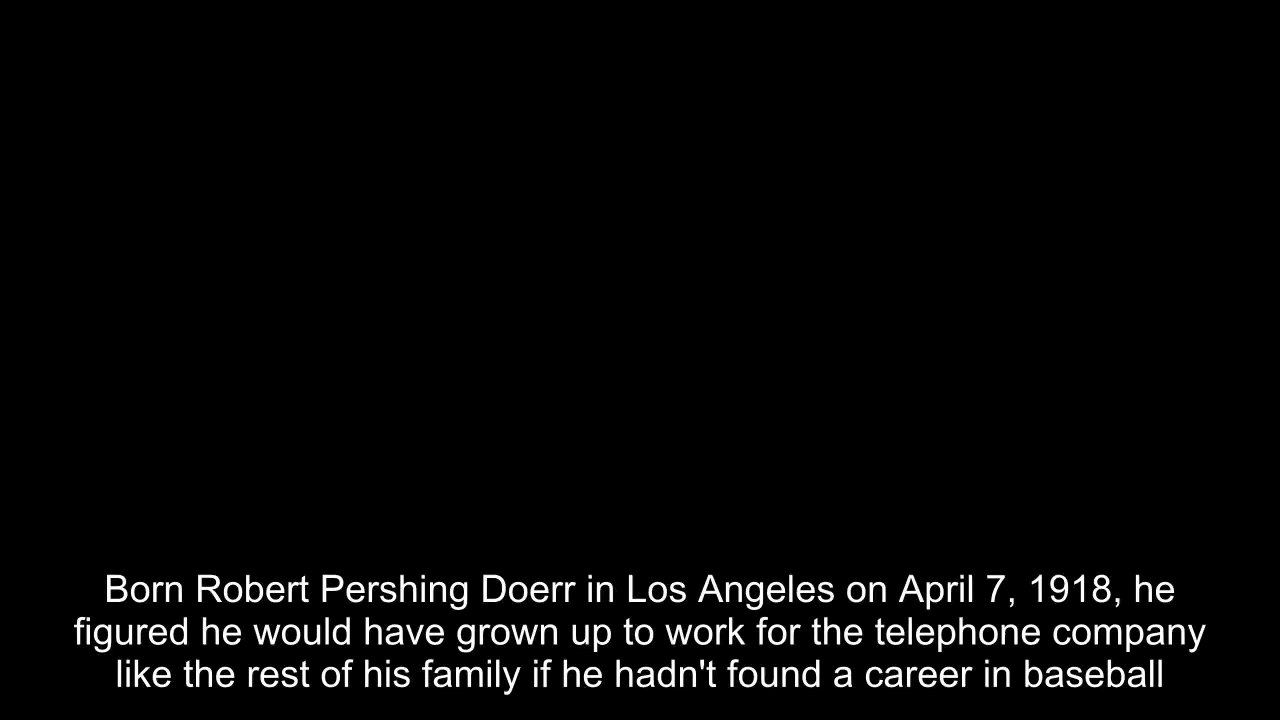 Born Robert Pershing Doerr in Los Angeles on April 7, 1918, he
figured he would have grown up to work for the telephone company
like the rest of his family if he hadn't found a career in baseball